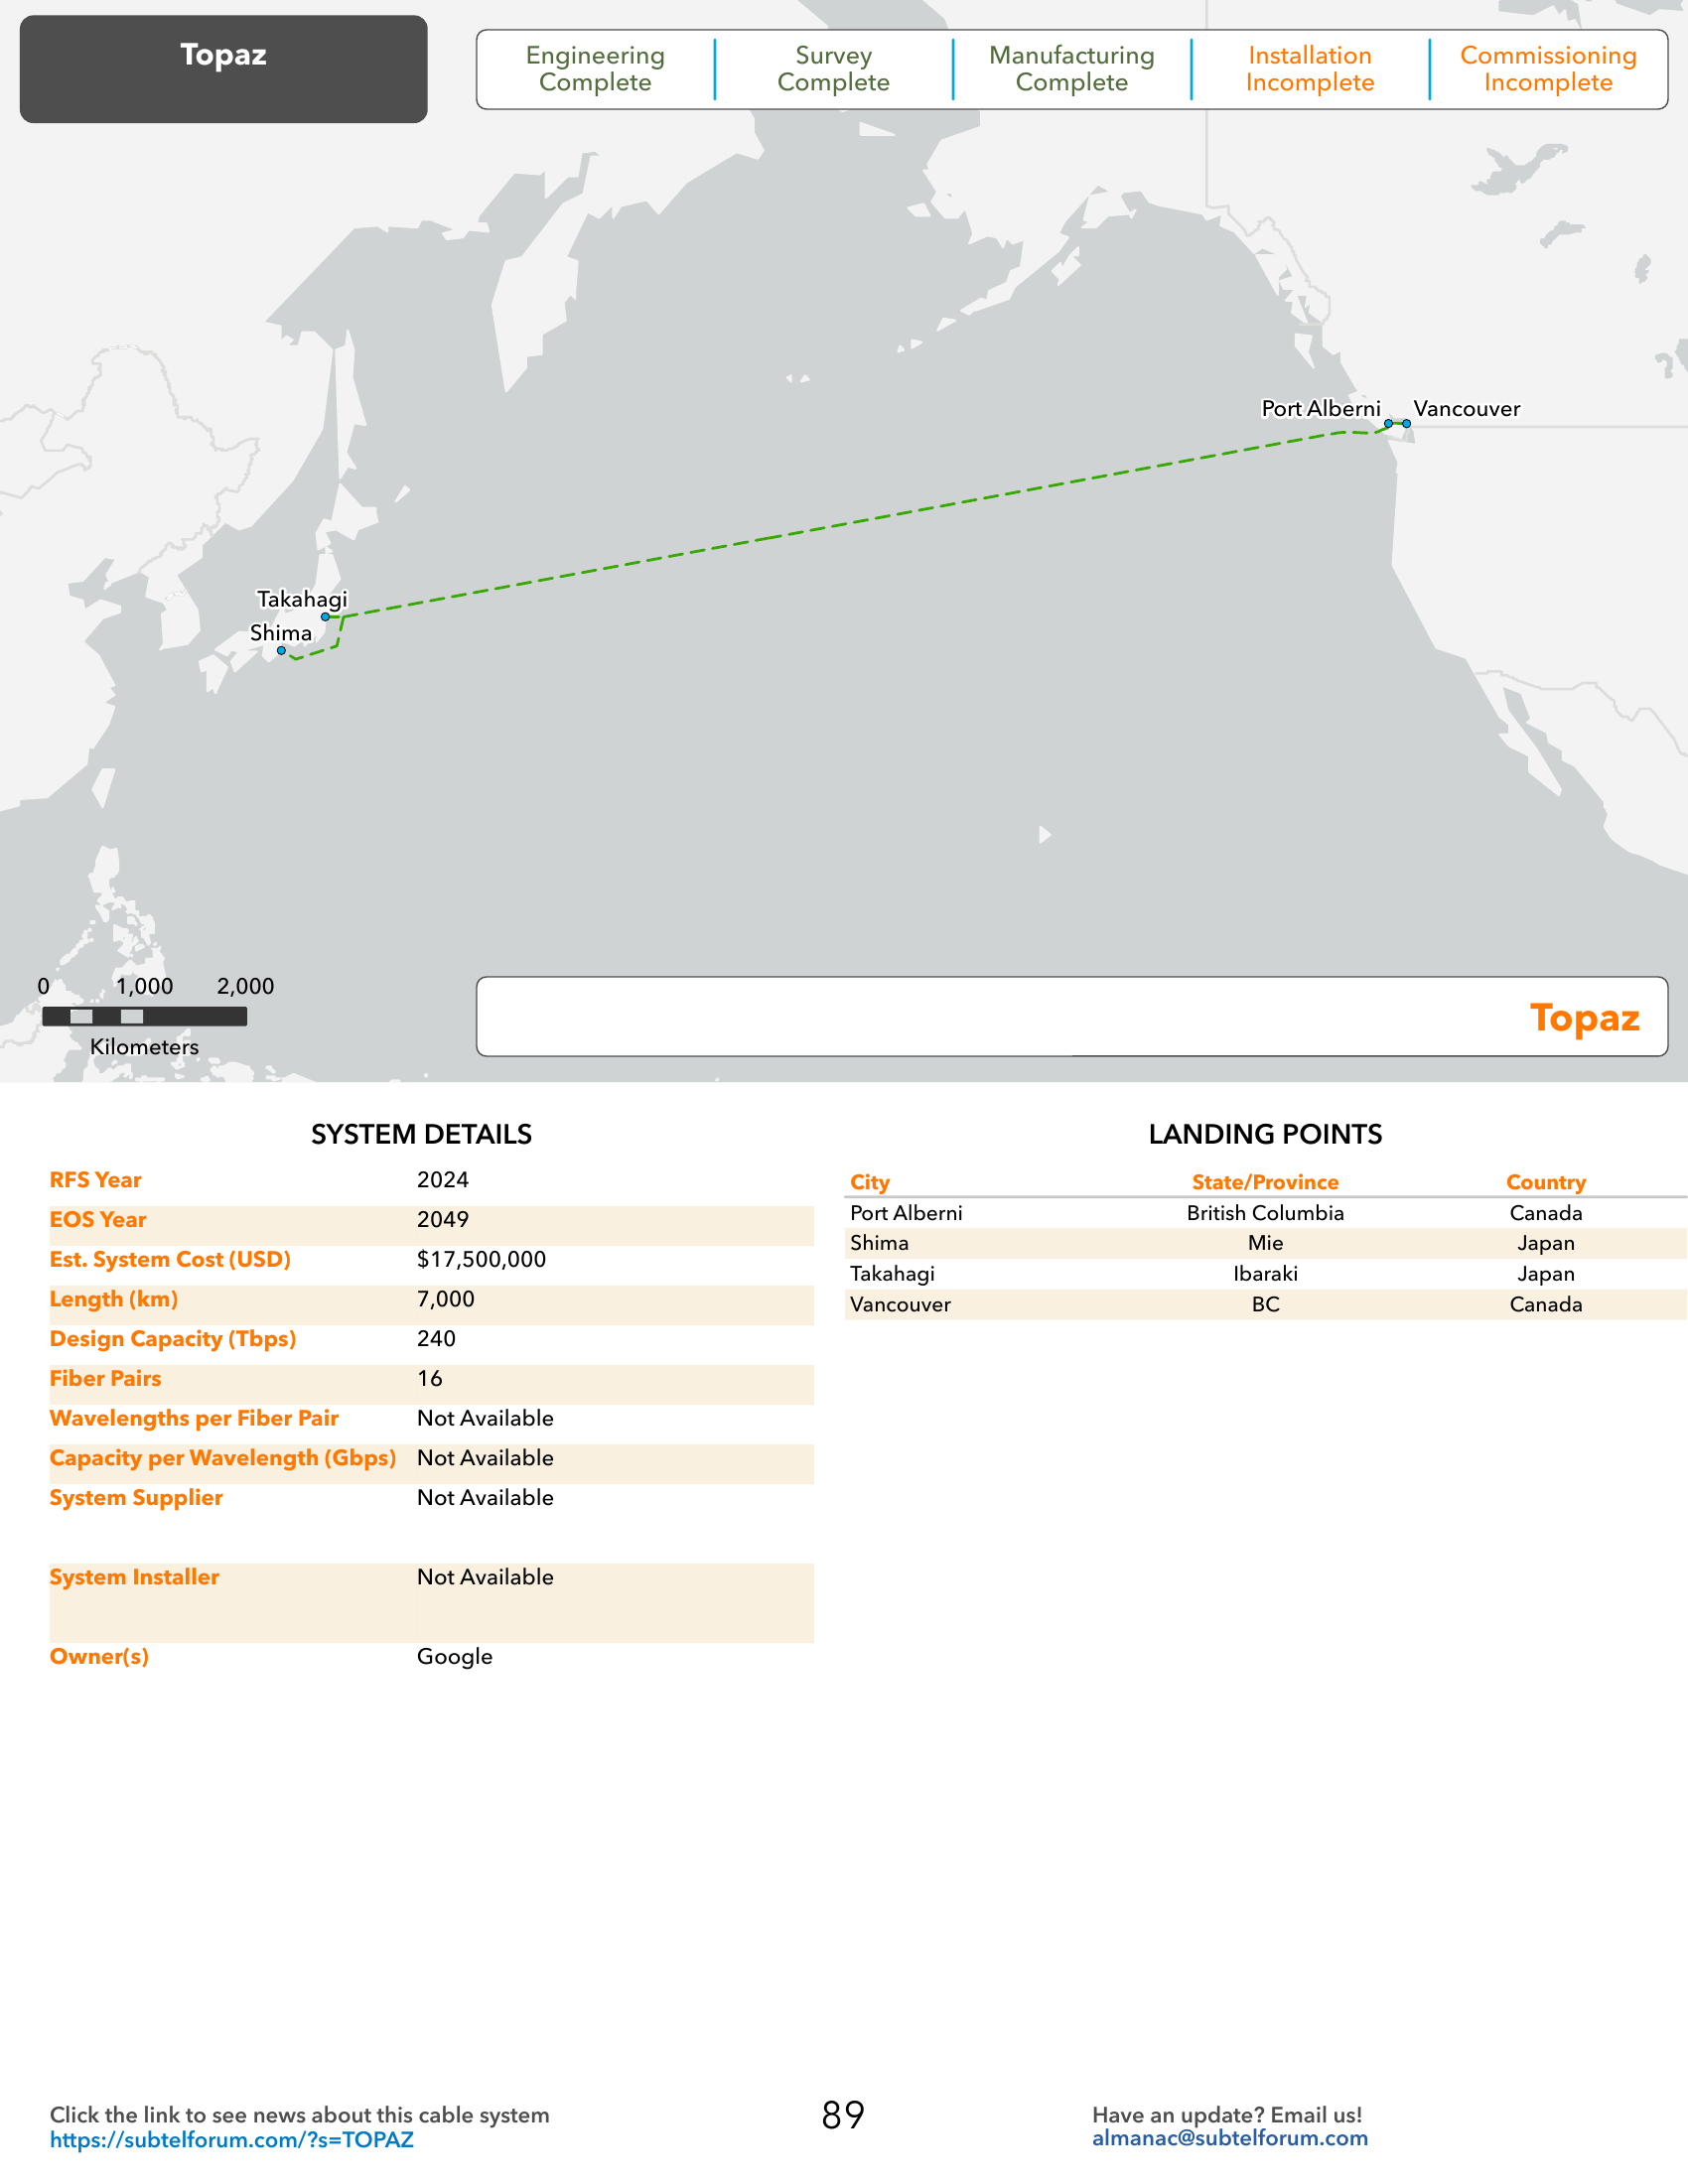 Topaz
Engineering
Complete
Survey
Complete
Manufacturing
Complete
Installation
Incomplete
Commissioning
Incomplete
Port Alberni
Vancouver
Takahagi
Shima
0 1,000 2,000
Kilometers
Topaz
SYSTEM DETAILS
RFS Year 2024
EOS Year 2049
Est. System Cost (USD) $17,500,000
Length (km) 7,000
Design Capacity (Tbps) 240
Fiber Pairs 16
Wavelengths per Fiber Pair Not Available
Capacity per Wavelength (Gbps) Not Available
System Supplier Not Available
System Installer Not Available
Owner(s) Google
LANDING POINTS
City State/Province Country
Port Alberni British Columbia Canada
Shima Mie Japan
Takahagi Ibaraki Japan
Vancouver BC Canada
Click the link to see news about this cable system
https://subtelforum.com/?s=TOPAZ
89
Have an update? Email us!
almanac@subtelforum.com